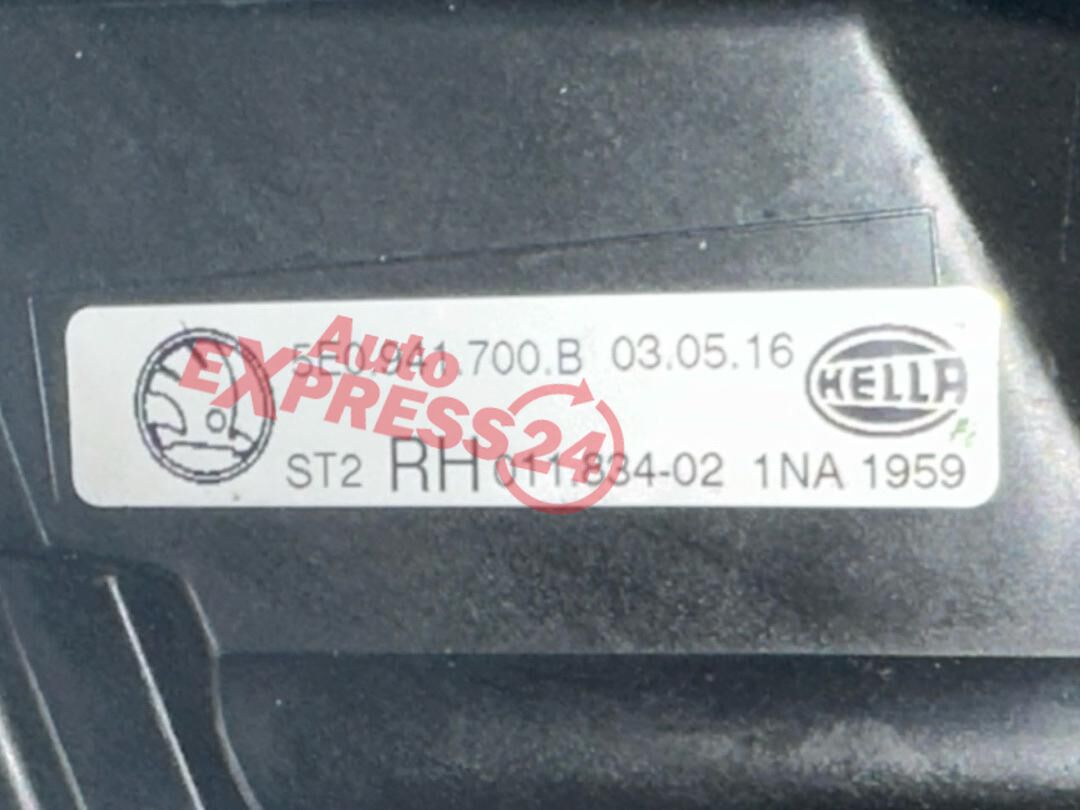 5E0.941.700.B 03.05.16
HELLA
ST2 RH 011.834-02 1NA 1959
Auto
EXPRESS24